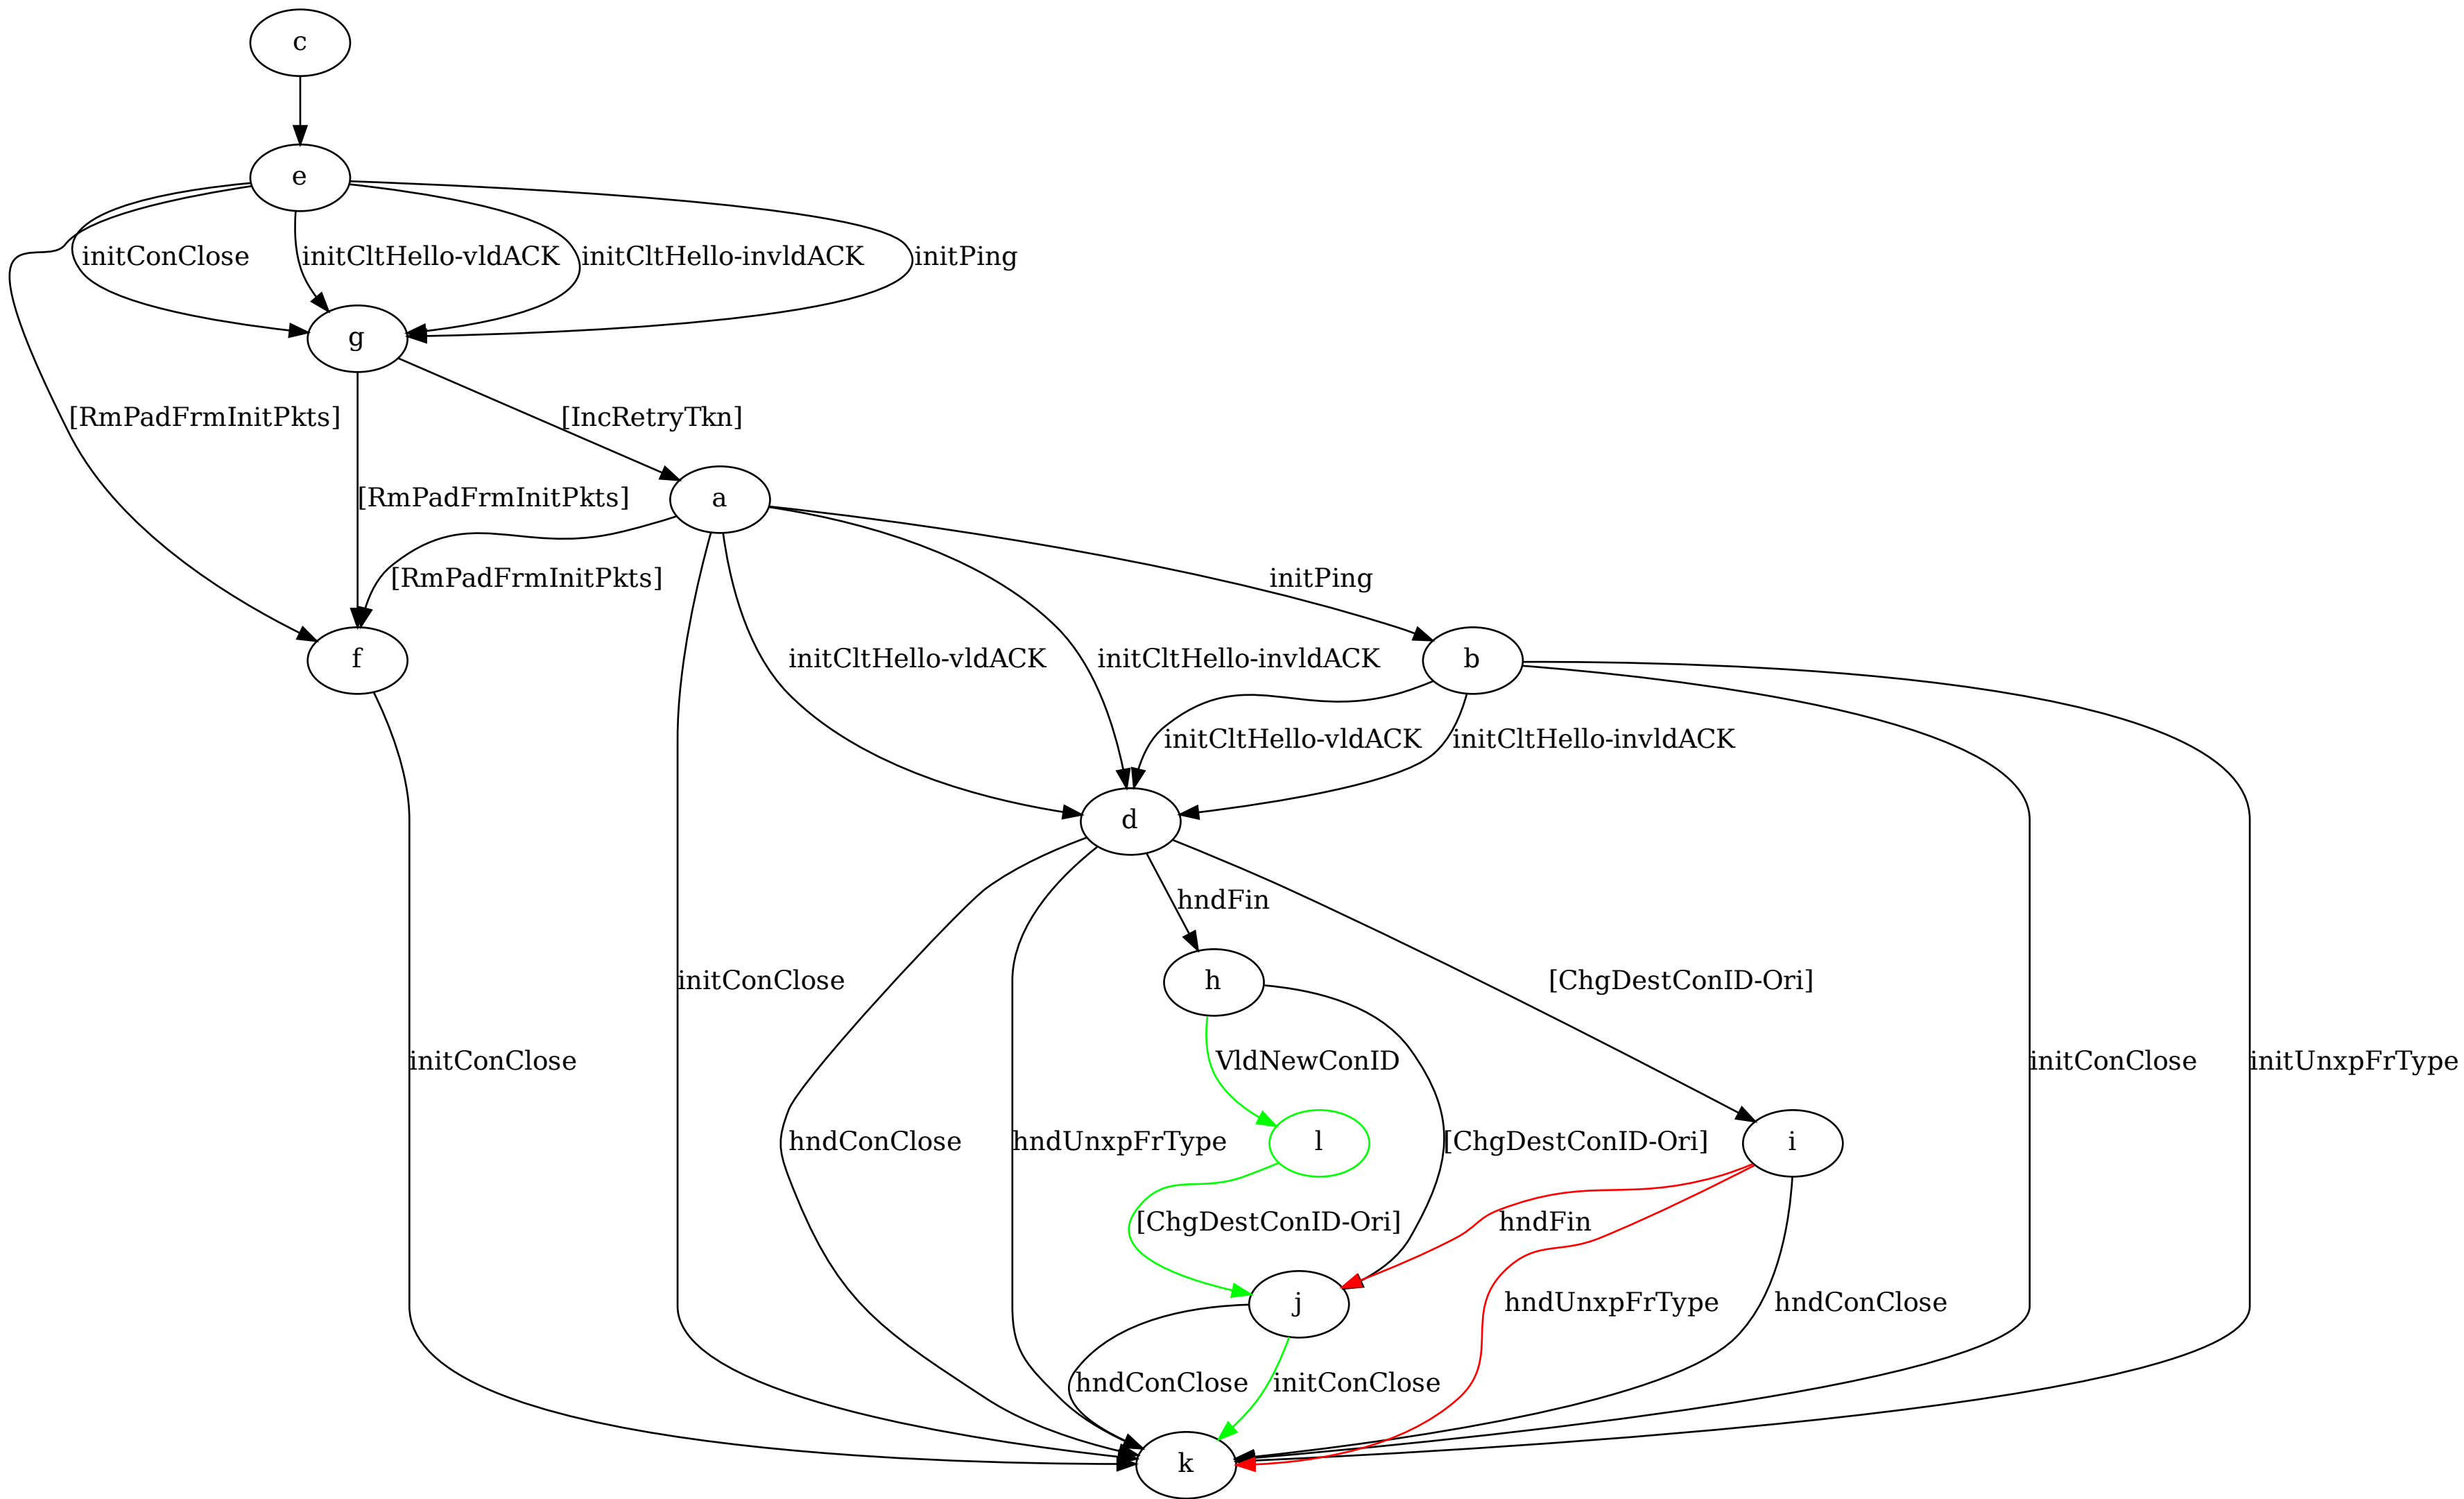 c
e
initConClose
initCltHello-vldACK
initCltHello-invldACK
initPing
g
[RmPadFrmInitPkts]
[IncRetryTkn]
[RmPadFrmInitPkts]
a
[RmPadFrmInitPkts]
initPing
f
initCltHello-vldACK
initCltHello-invldACK
b
initCltHello-vldACK
initCltHello-invldACK
d
hndFin
initConClose
h
[ChgDestConID-Ori]
initConClose
VldNewConID
initConClose
initUnxpFrType
hndConClose
hndUnxpFrType
l
[ChgDestConID-Ori]
i
[ChgDestConID-Ori]
hndFin
j
hndUnxpFrType
hndConClose
hndConClose
initConClose
k